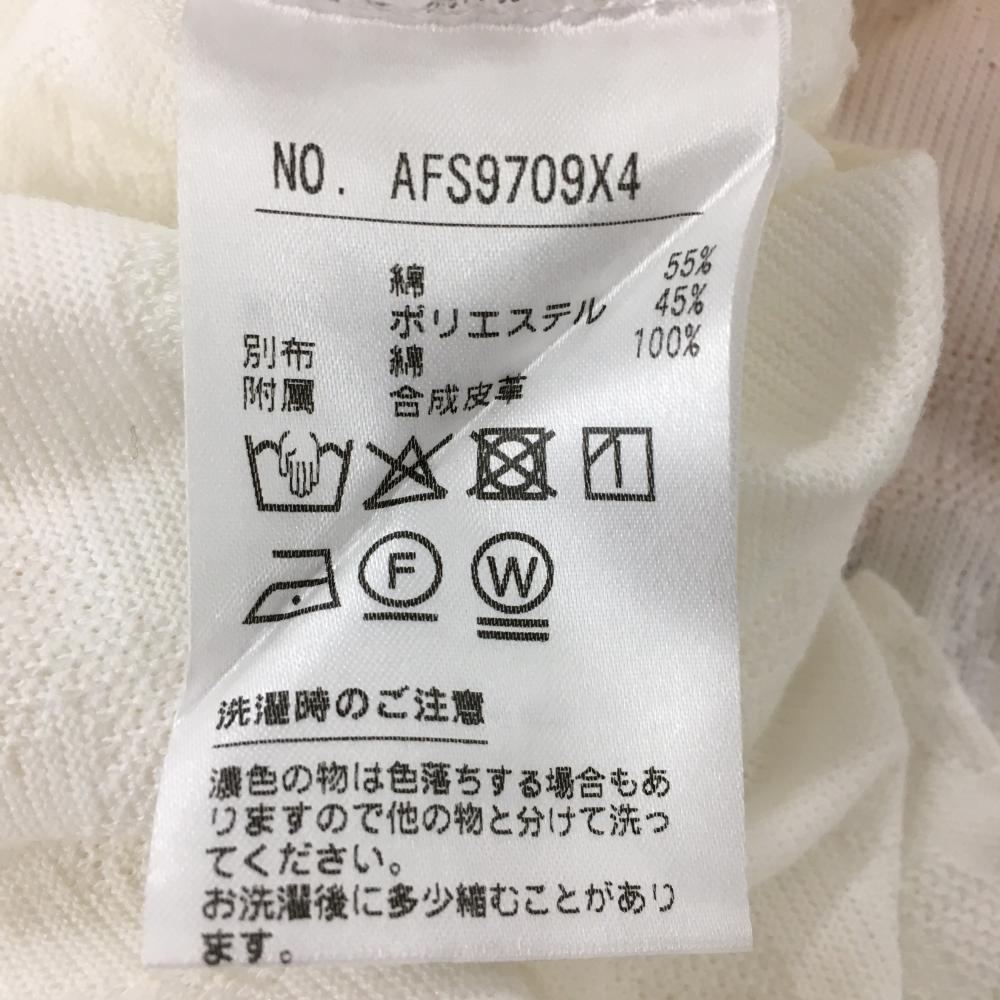 NO. AFS9709X4
綿 55%
ポリエステル 45%
別布 綿 100%
附属 合成皮革
F W
洗濯時のご注意
濃色の物は色落ちする場合もあ
りますので他の物と分けて洗っ
てください。
お洗濯後に多少縮むことがあり
ます。